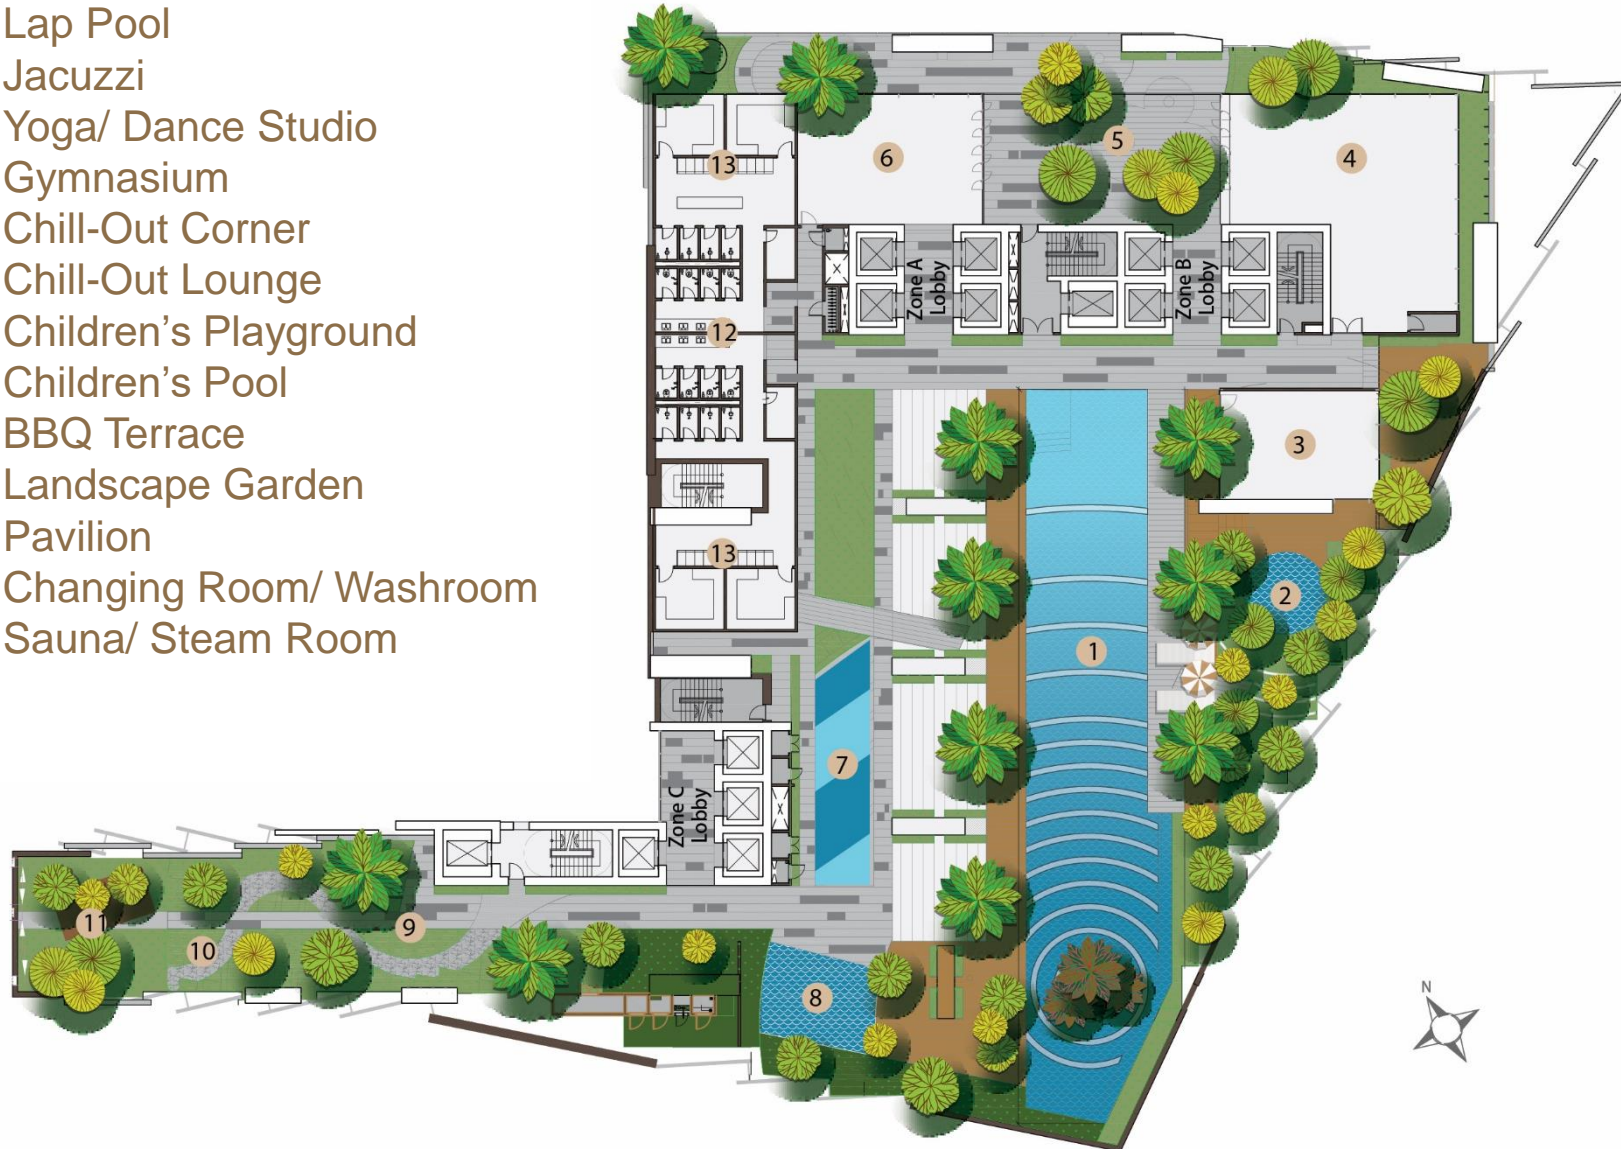 Lap Pool
Jacuzzi
Yoga/ Dance Studio
Gymnasium
Chill-Out Corner
Chill-Out Lounge
Children’s Playground
Children’s Pool
BBQ Terrace
Landscape Garden
Pavilion
Changing Room/ Washroom
Sauna/ Steam Room
13
6
5
4
Zone A
Lobby
Zone B
Lobby
12
3
13
2
1
7
Zone C
Lobby
11
10
9
8
N